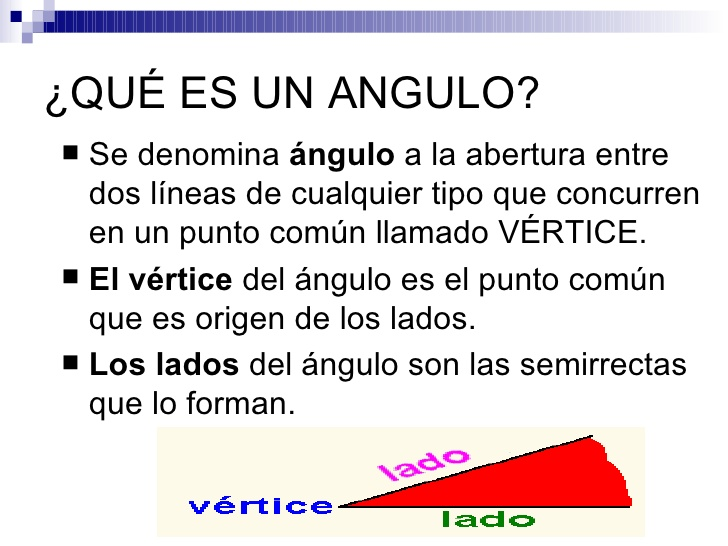 ¿QUÉ ES UN ANGULO?
Se denomina ángulo a la abertura entre
dos líneas de cualquier tipo que concurren
en un punto común llamado VÉRTICE.
El vértice del ángulo es el punto común
que es origen de los lados.
Los lados del ángulo son las semirrectas
que lo forman.
lado
vértice
lado